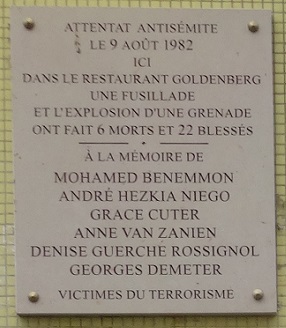 ATTENTAT ANTISÉMITE
LE 9 AOÛT 1982
ICI
DANS LE RESTAURANT GOLDENBERG
UNE FUSILLADE
ET L'EXPLOSION D'UNE GRENADE
ONT FAIT 6 MORTS ET 22 BLESSÉS
À LA MÉMOIRE DE
MOHAMED BENEMMON
ANDRÉ HEZKIA NIEGO
GRACE CUTER
ANNE VAN ZANIEN
DENISE GUERCHE ROSSIGNOL
GEORGES DEMETER
VICTIMES DU TERRORISME